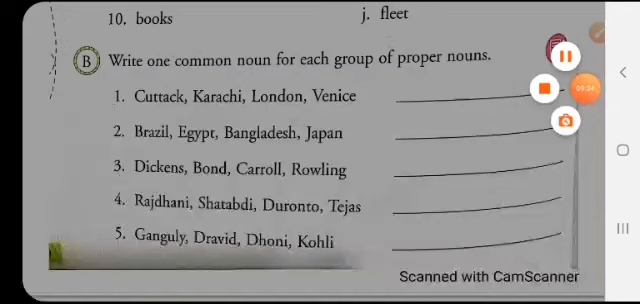 10. books
j. fleet
B Write one common noun for each group of proper nouns.
1. Cuttack, Karachi, London, Venice
2. Brazil, Egypt, Bangladesh, Japan
3. Dickens, Bond, Carroll, Rowling
4. Rajdhani, Shatabdi, Duronto, Tejas
5. Ganguly, Dravid, Dhoni, Kohli
Scanned with CamScanner